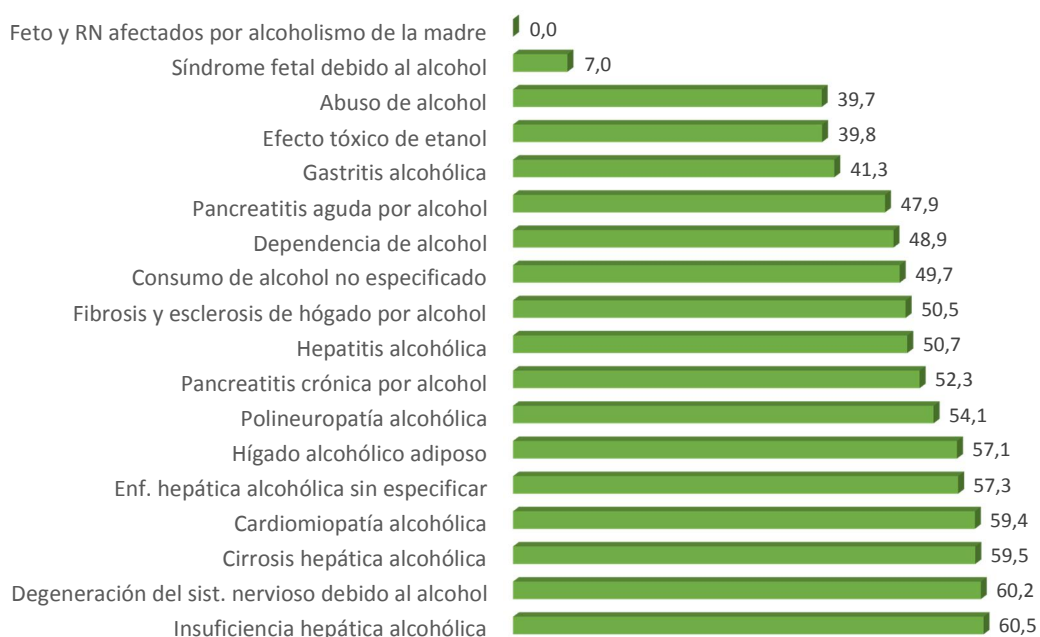 Feto y RN afectados por alcoholismo de la madre 0,0
Síndrome fetal debido al alcohol 7,0
Abuso de alcohol 39,7
Efecto tóxico de etanol 39,8
Gastritis alcohólica 41,3
Pancreatitis aguda por alcohol 47,9
Dependencia de alcohol 48,9
Consumo de alcohol no especificado 49,7
Fibrosis y esclerosis de hógado por alcohol 50,5
Hepatitis alcohólica 50,7
Pancreatitis crónica por alcohol 52,3
Polineuropatía alcohólica 54,1
Hígado alcohólico adiposo 57,1
Enf. hepática alcohólica sin especificar 57,3
Cardiomiopatía alcohólica 59,4
Cirrosis hepática alcohólica 59,5
Degeneración del sist. nervioso debido al alcohol 60,2
Insuficiencia hepática alcohólica 60,5